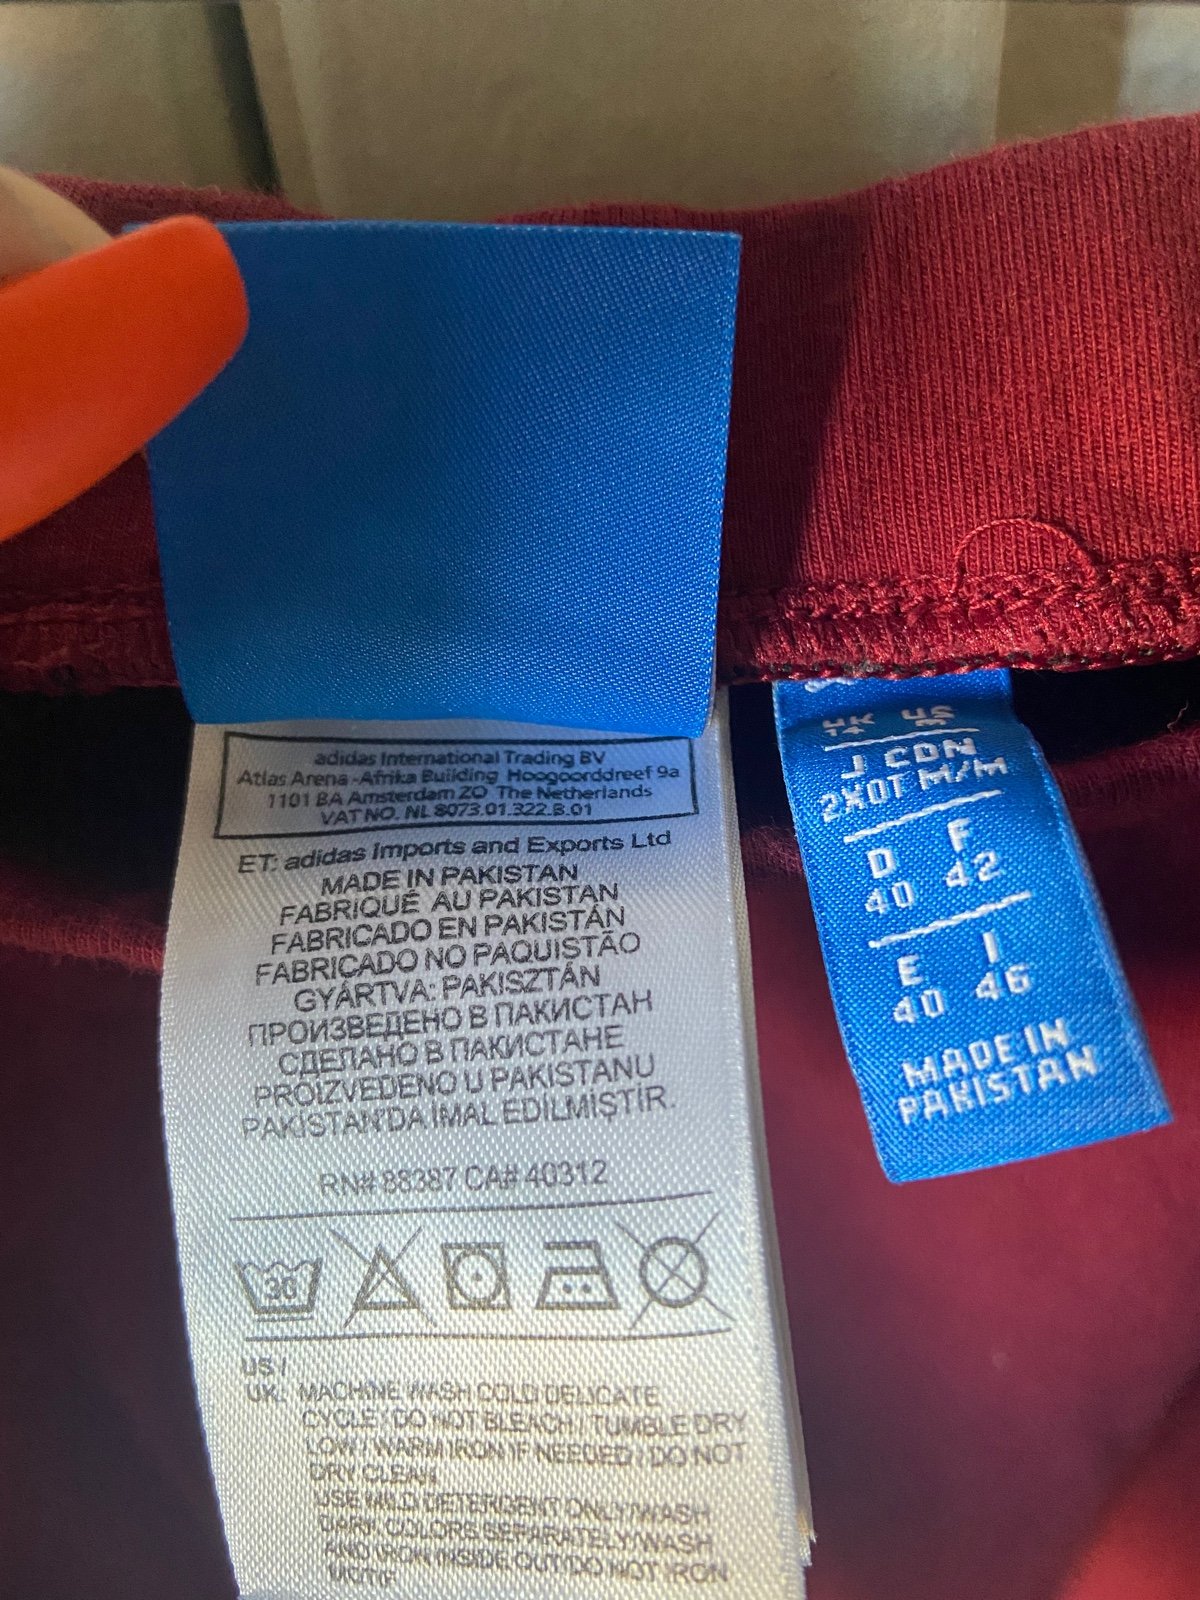 adidas International Trading BV
Atlas Arena-Afrika Building Hoogoorddreef 9a
1101 BA Amsterdam ZO The Netherlands
VAT NO. NL 8073.01.322.B.01
ET: adidas Imports and Exports Ltd
MADE IN PAKISTAN
FABRIQUÉ AU PAKISTAN
FABRICADO EN PAKISTÁN
FABRICADO NO PAQUISTÃO
GYÁRTVA: PAKISZTÁN
ПРОИЗВЕДЕНО В ПАКИСТАН
СДЕЛАНО В ПАКИСТАНЕ
PROIZVEDENO U PAKISTANU
PAKISTAN'DA İMAL EDİLMİŞTİR.
RN# 88387 CA# 40312
30
US /
UK: MACHINE WASH COLD DELICATE
CYCLE / DO NOT BLEACH / TUMBLE DRY
LOW / WARM IRON IF NEEDED / DO NOT
DRY CLEAN
USE MILD DETERGENT ONLY/WASH
DARK COLORS SEPARATELY/WASH
AND IRON INSIDE OUT/DO NOT IRON
MOTIF
UK US
14
J CDN
2XOT M/M
D F
40 42
E I
40 46
MADE IN
PAKISTAN